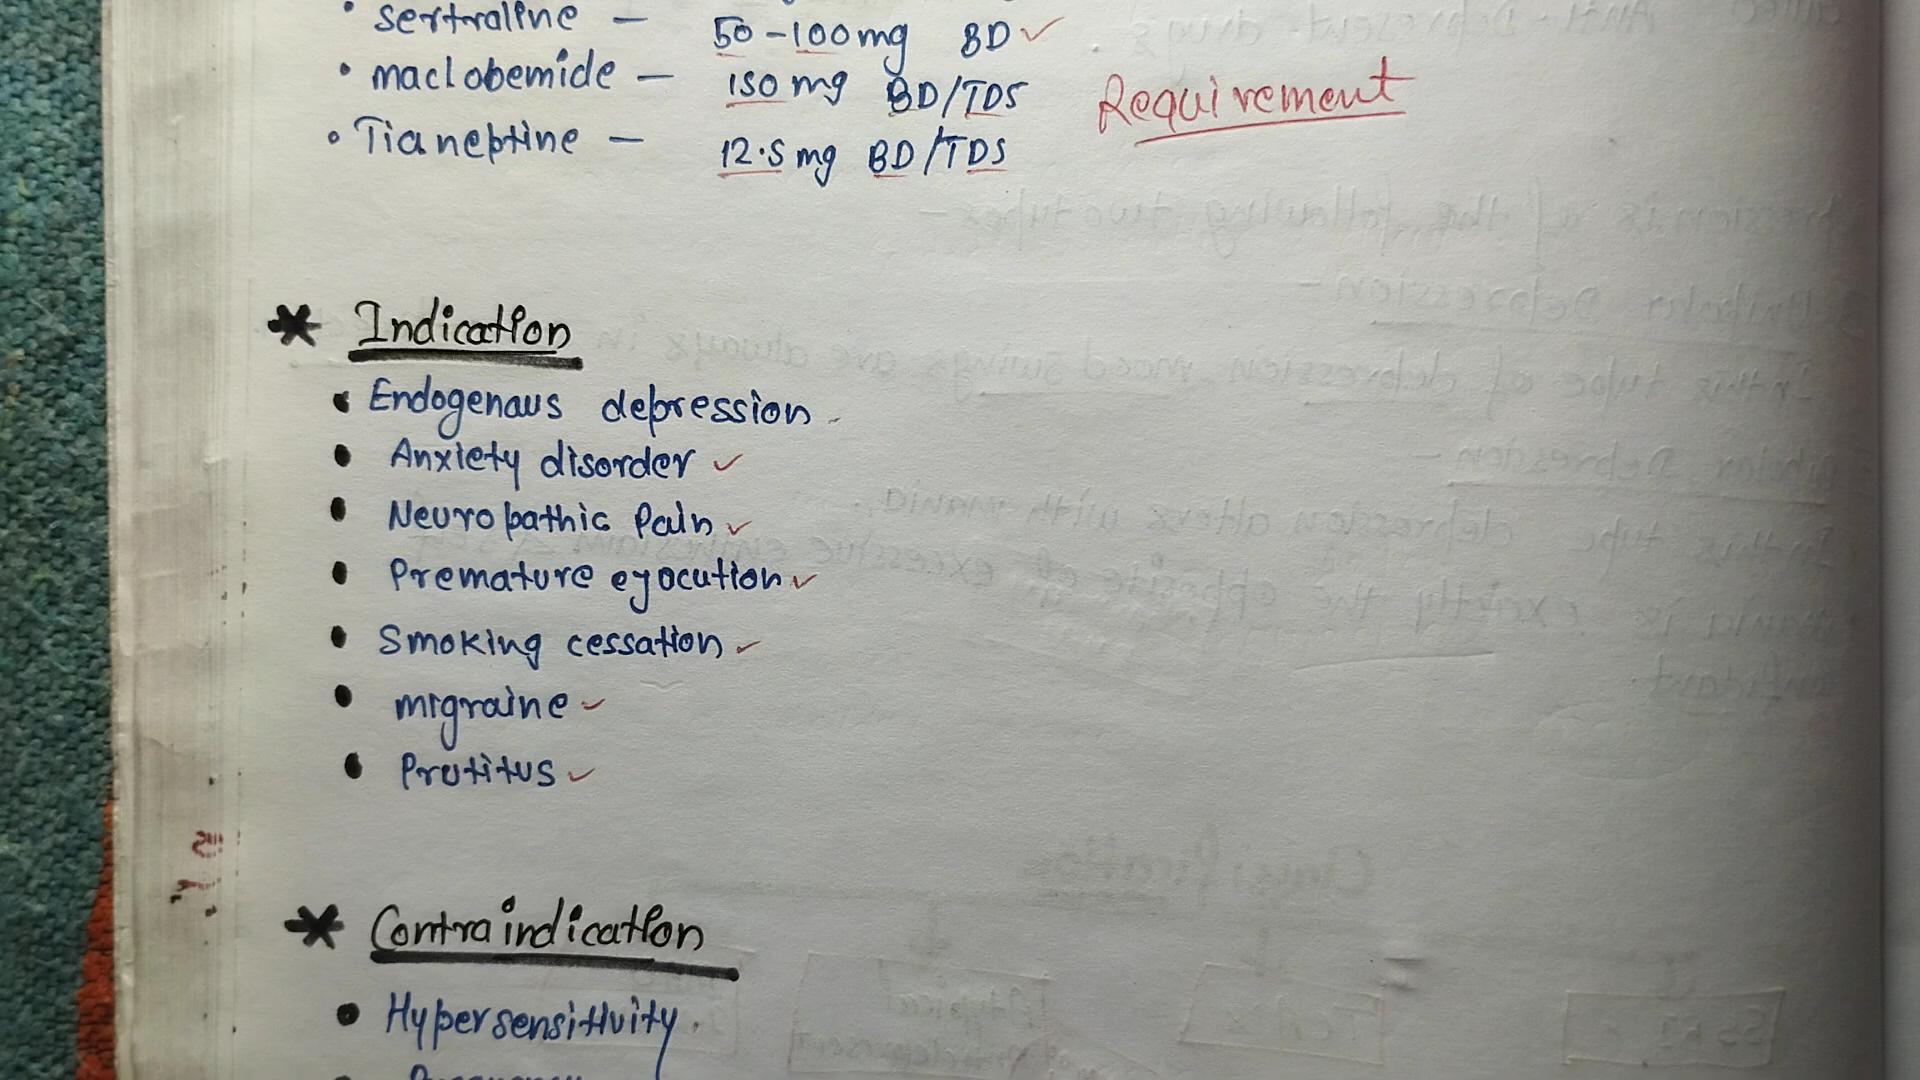 • sertraline — 50-100mg BD ✓
• maclobemide — 150 mg BD/TDS
• Tianeptine — 12.5 mg BD/TDS
Requirement
* Indication
• Endogenaus depression
• Anxiety disorder ✓
• Neuropathic Pain ✓
• Premature ejocution ✓
• Smoking cessation ✓
• migraine ✓
• Prutitus ✓
* Contraindication
• Hypersensitivity.